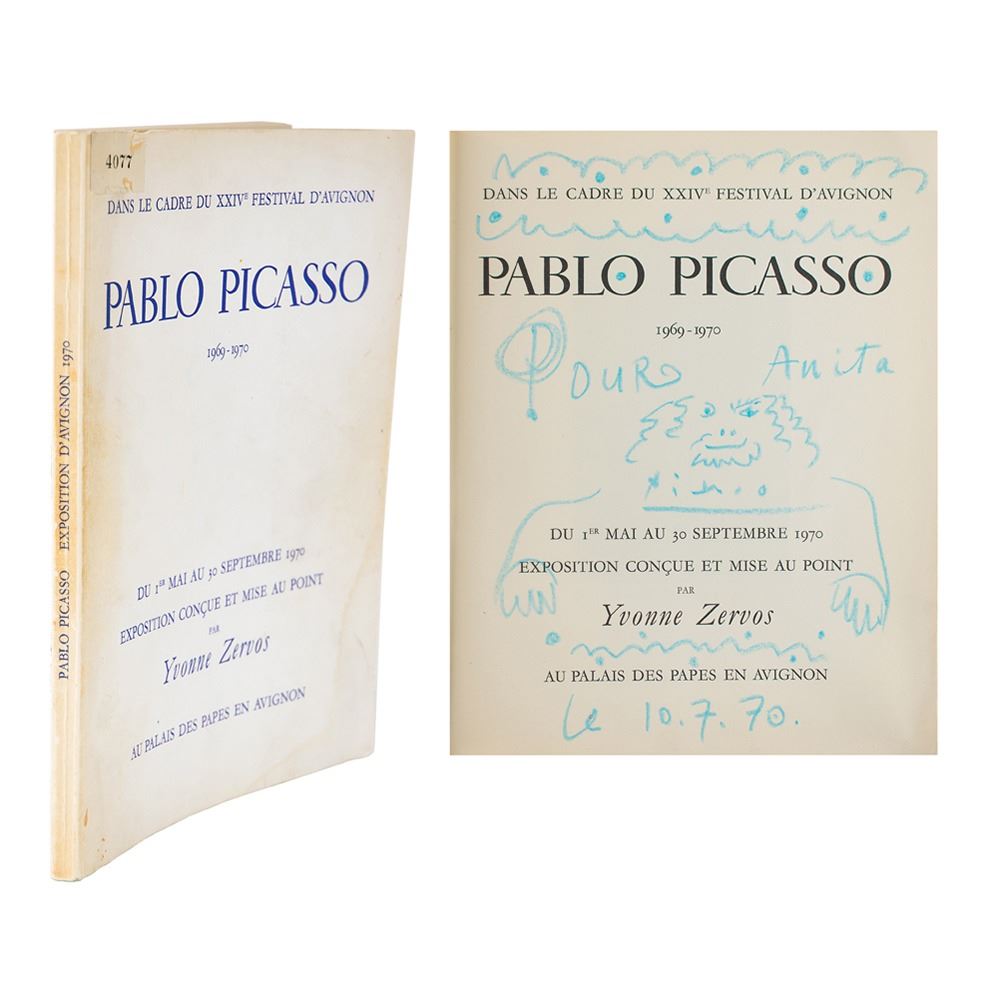 4077
DANS LE CADRE DU XXIVE FESTIVAL D'AVIGNON
PABLO PICASSO
1969-1970
DU 1ER MAI AU 30 SEPTEMBRE 1970
EXPOSITION CONÇUE ET MISE AU POINT
PAR
Yvonne Zervos
AU PALAIS DES PAPES EN AVIGNON
PABLO PICASSO EXPOSITION D'AVIGNON 1970
DANS LE CADRE DU XXIVE FESTIVAL D'AVIGNON
PABLO PICASSO
1969-1970
POUR Anita
Picasso
DU 1ER MAI AU 30 SEPTEMBRE 1970
EXPOSITION CONÇUE ET MISE AU POINT
PAR
Yvonne Zervos
AU PALAIS DES PAPES EN AVIGNON
Le 10.7.70.